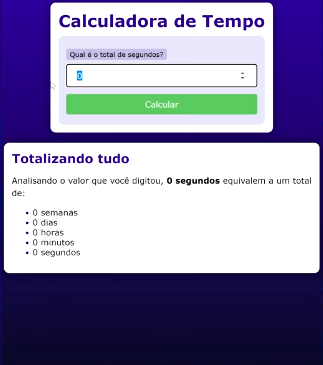 Calculadora de Tempo
Qual é o total de segundos?
0
Calcular
Totalizando tudo
Analisando o valor que você digitou, 0 segundos equivalem a um total
de:
• 0 semanas
• 0 dias
• 0 horas
• 0 minutos
• 0 segundos